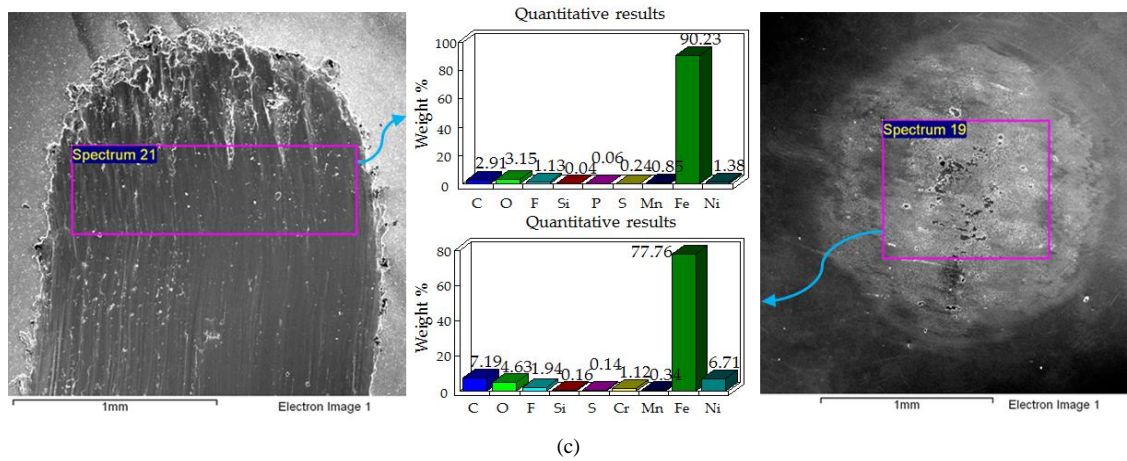 Spectrum 21
1mm
Electron Image 1
Quantitative results
Weight %
100
80
60
40
20
0
2.91 3.15 1.13 0.04 0.06 0.24 0.85 90.23 1.38
C O F Si P S Mn Fe Ni
Quantitative results
Weight %
80
60
40
20
0
7.19 4.63 1.94 0.16 0.14 1.12 0.34 77.76 6.71
C O F Si S Cr Mn Fe Ni
Spectrum 19
1mm
Electron Image 1
(c)